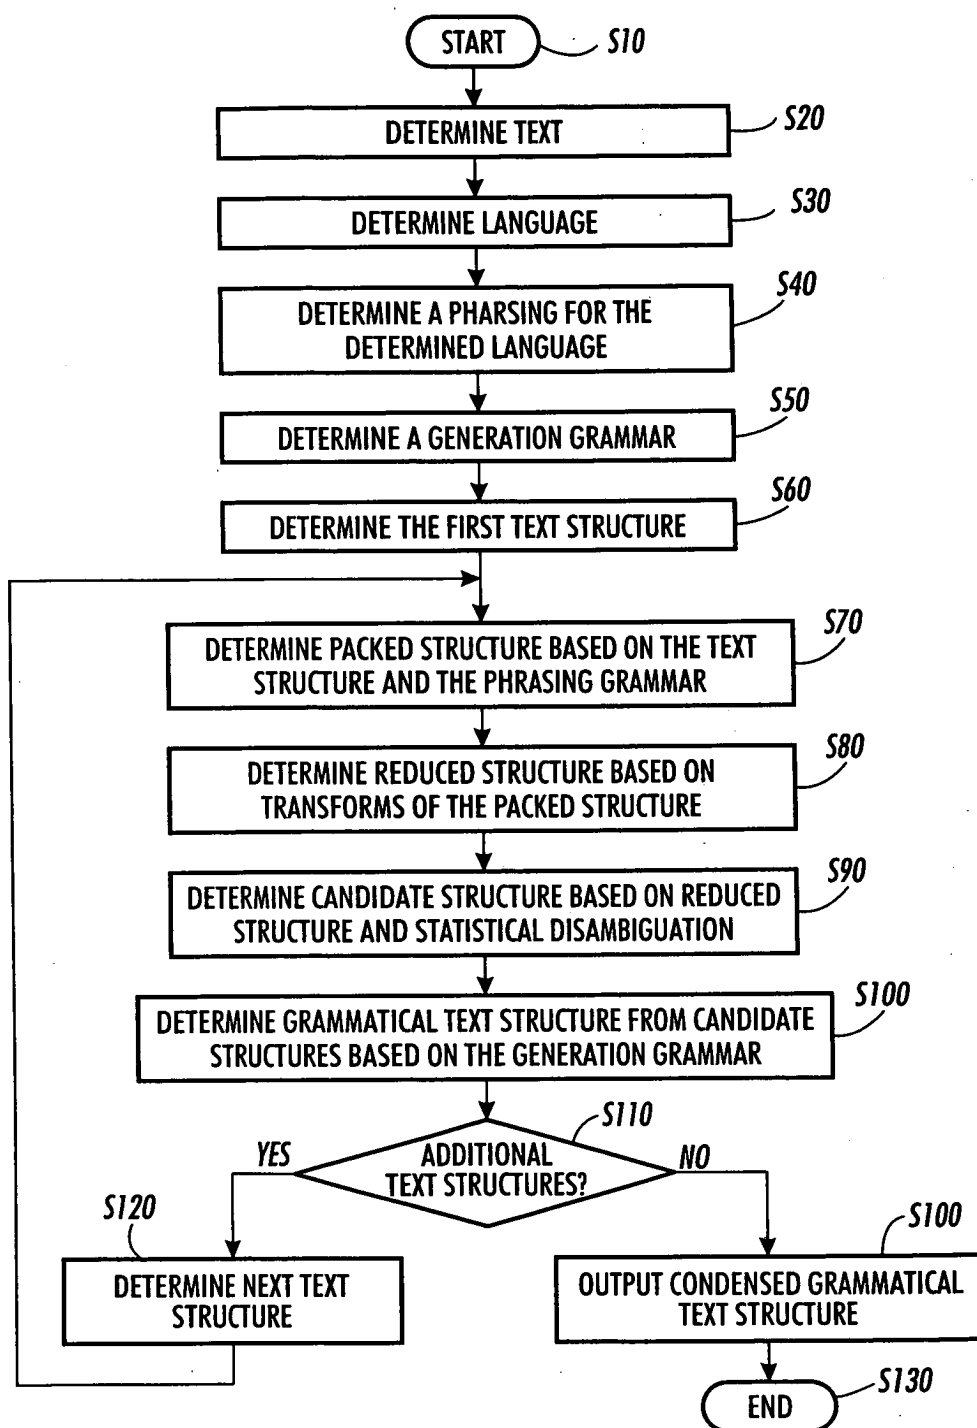 START
S10
DETERMINE TEXT
S20
DETERMINE LANGUAGE
S30
DETERMINE A PHARSING FOR THE
DETERMINED LANGUAGE
S40
DETERMINE A GENERATION GRAMMAR
S50
DETERMINE THE FIRST TEXT STRUCTURE
S60
DETERMINE PACKED STRUCTURE BASED ON THE TEXT
STRUCTURE AND THE PHRASING GRAMMAR
S70
DETERMINE REDUCED STRUCTURE BASED ON
TRANSFORMS OF THE PACKED STRUCTURE
S80
DETERMINE CANDIDATE STRUCTURE BASED ON REDUCED
STRUCTURE AND STATISTICAL DISAMBIGUATION
S90
DETERMINE GRAMMATICAL TEXT STRUCTURE FROM CANDIDATE
STRUCTURES BASED ON THE GENERATION GRAMMAR
S100
ADDITIONAL
TEXT STRUCTURES?
S110
YES
NO
S120
DETERMINE NEXT TEXT
STRUCTURE
S100
OUTPUT CONDENSED GRAMMATICAL
TEXT STRUCTURE
END
S130